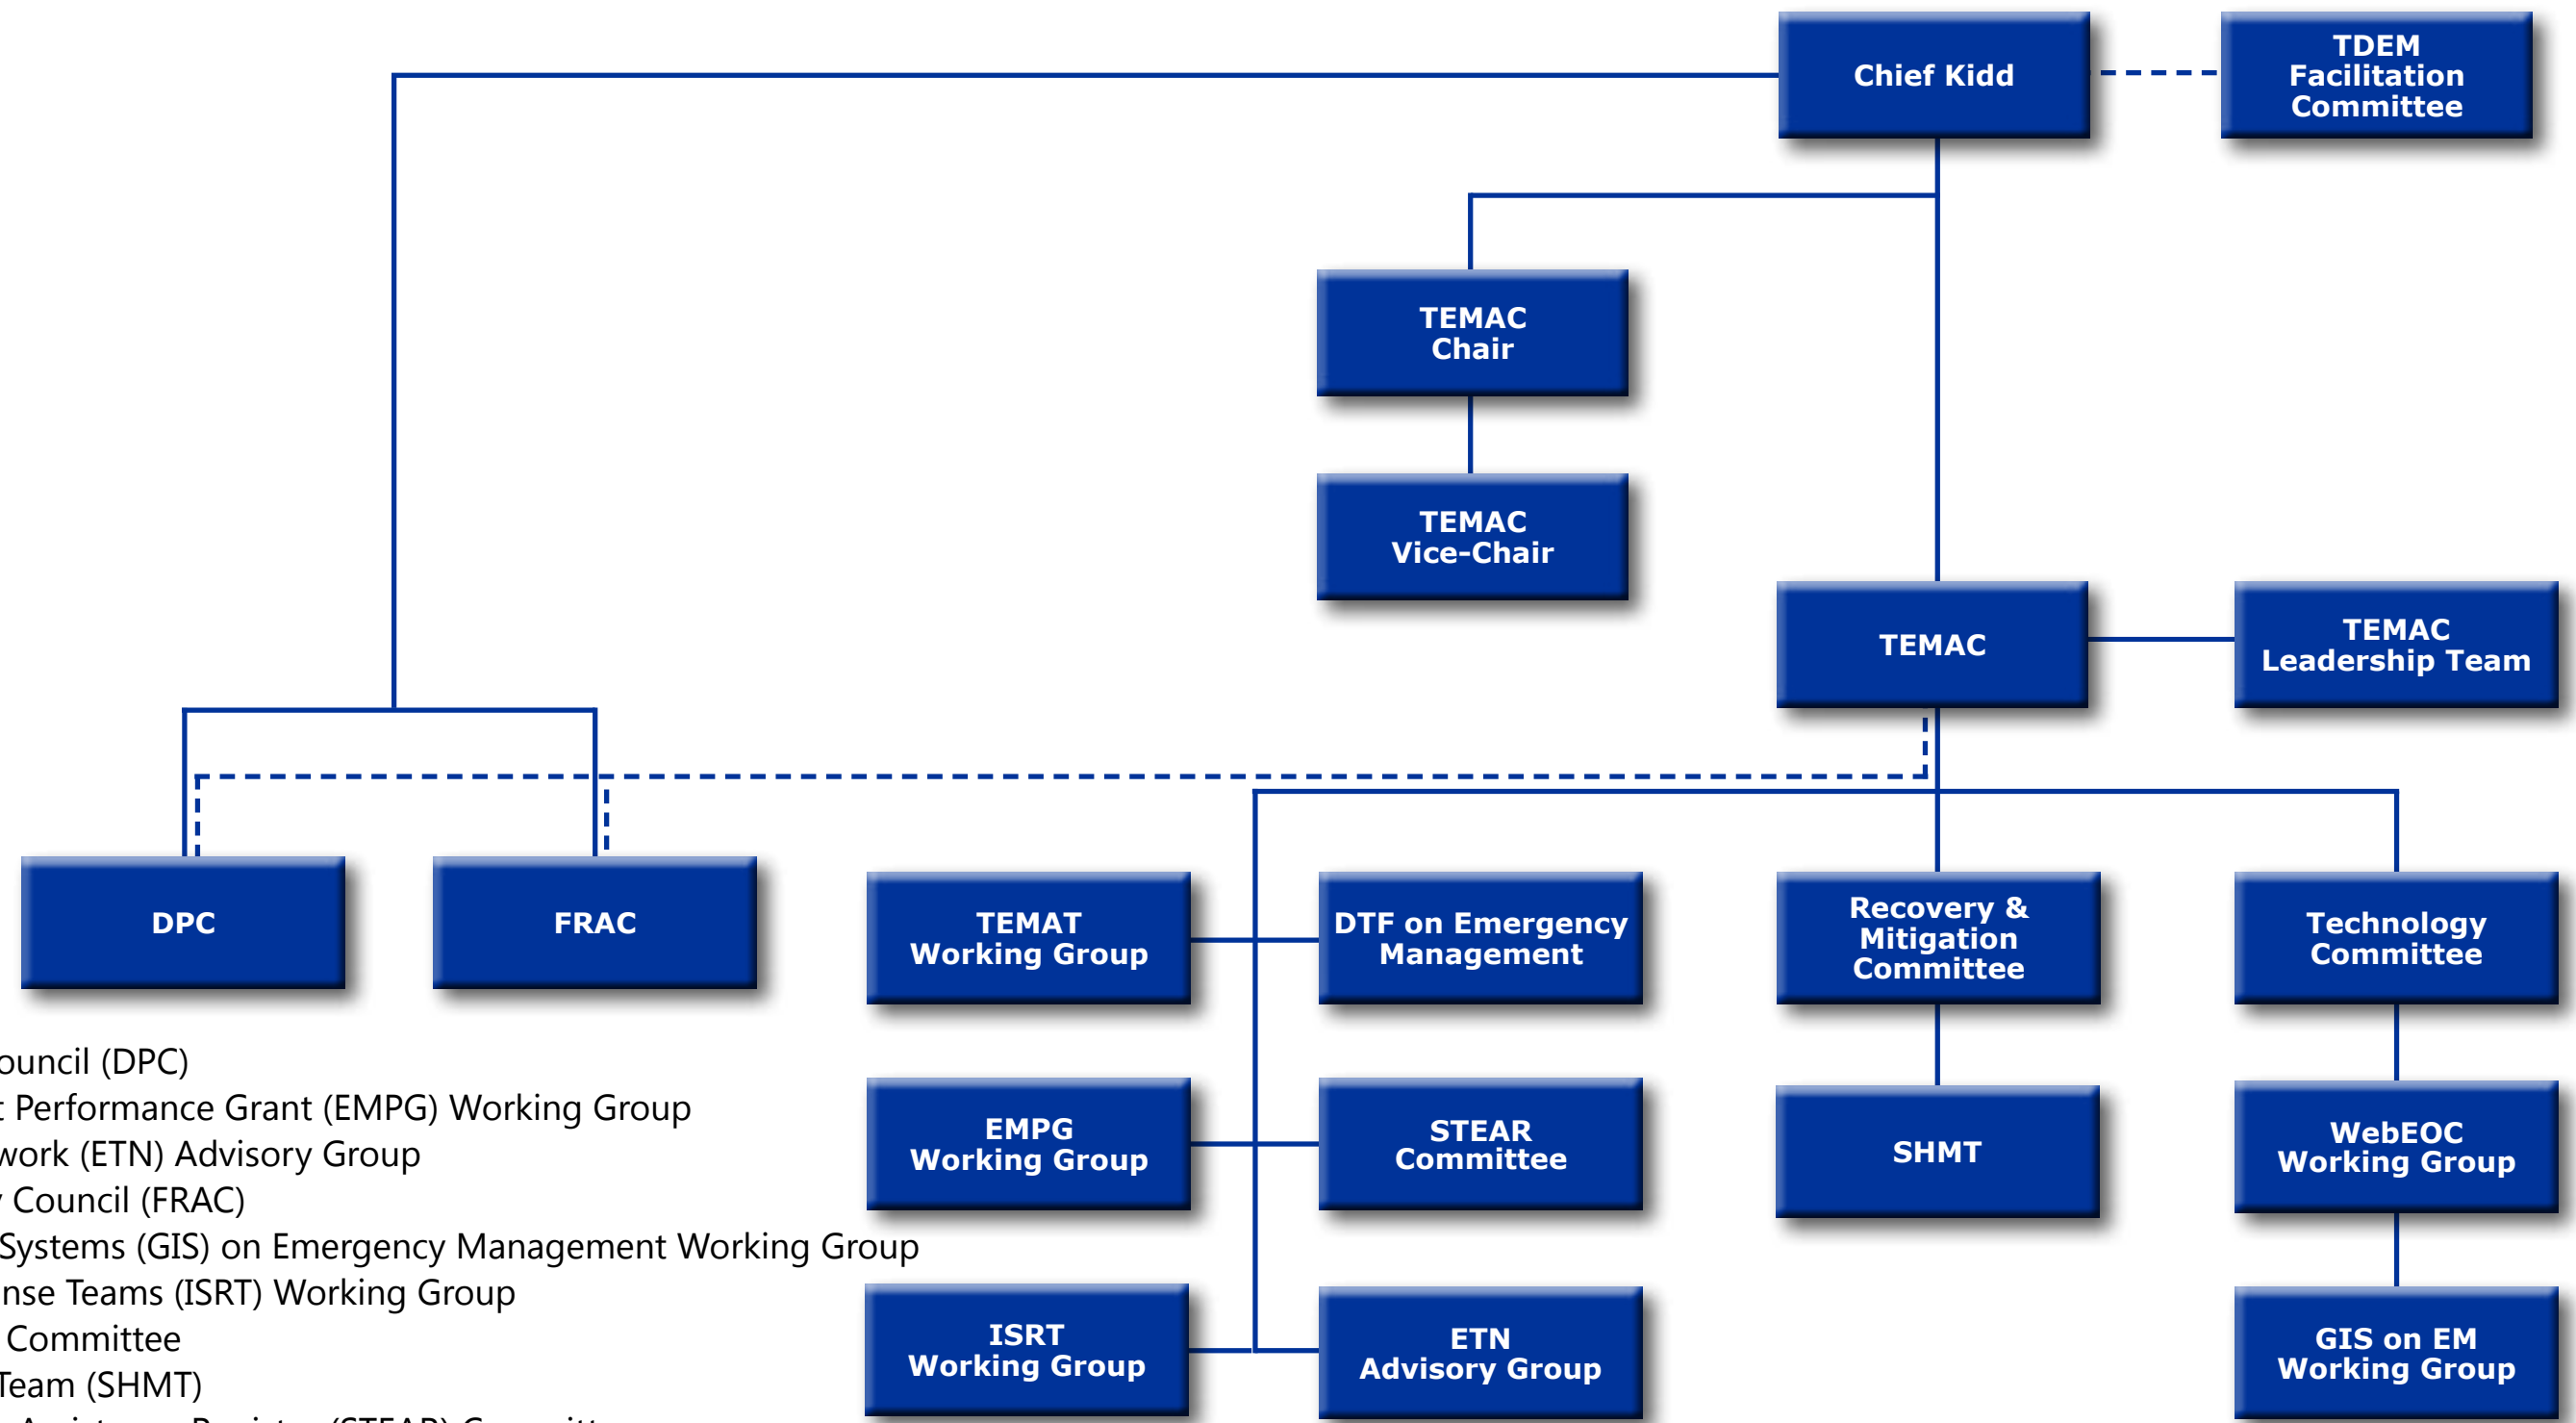 Chief Kidd
TDEM
Facilitation
Committee
TEMAC
Chair
TEMAC
Vice-Chair
TEMAC
TEMAC
Leadership Team
DPC
FRAC
TEMAT
Working Group
DTF on Emergency
Management
Recovery &
Mitigation
Committee
Technology
Committee
EMPG
Working Group
STEAR
Committee
SHMT
WebEOC
Working Group
ISRT
Working Group
ETN
Advisory Group
GIS on EM
Working Group
(DPC)
Performance Grant (EMPG) Working Group
(ETN) Advisory Group
Council (FRAC)
Systems (GIS) on Emergency Management Working Group
Teams (ISRT) Working Group
Committee
Team (SHMT)